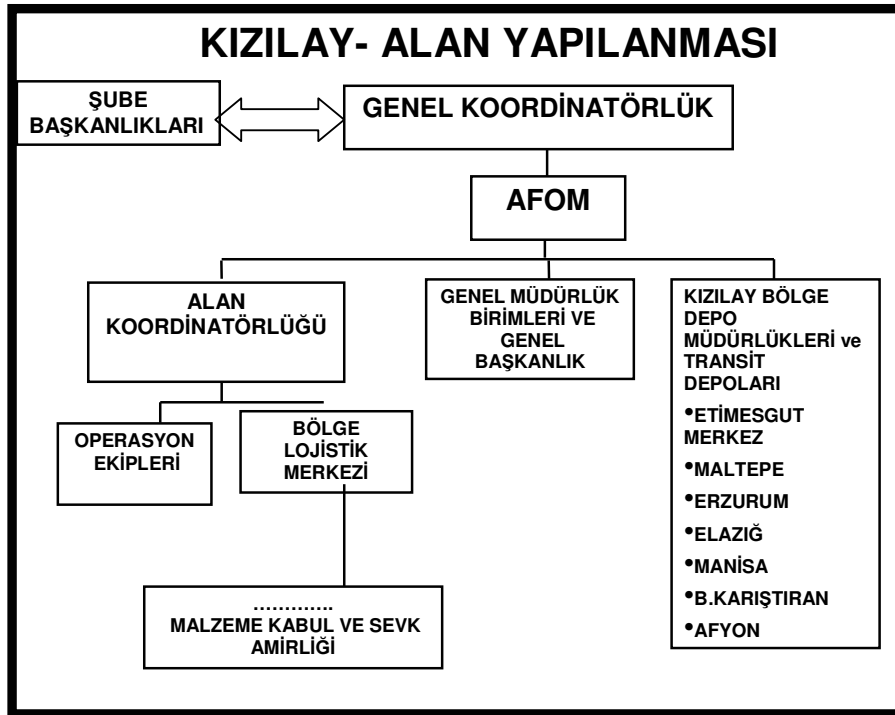 KIZILAY- ALAN YAPILANMASI
ŞUBE
BAŞKANLIKLARI
GENEL KOORDİNATÖRLÜK
AFOM
ALAN
KOORDİNATÖRLÜĞÜ
GENEL MÜDÜRLÜK
BİRİMLERİ VE
GENEL
BAŞKANLIK
KIZILAY BÖLGE
DEPO
MÜDÜRLÜKLERİ ve
TRANSİT
DEPOLARI
•ETİMESGUT
MERKEZ
•MALTEPE
•ERZURUM
•ELAZIĞ
•MANİSA
•B.KARIŞTIRAN
•AFYON
OPERASYON
EKİPLERİ
BÖLGE
LOJİSTİK
MERKEZİ
………….
MALZEME KABUL VE SEVK
AMİRLİĞİ